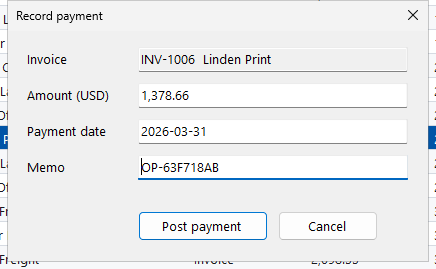 Record payment
Invoice INV-1006 Linden Print
Amount (USD) 1,378.66
Payment date 2026-03-31
Memo OP-63F718AB
Post payment Cancel
Freight Invoice